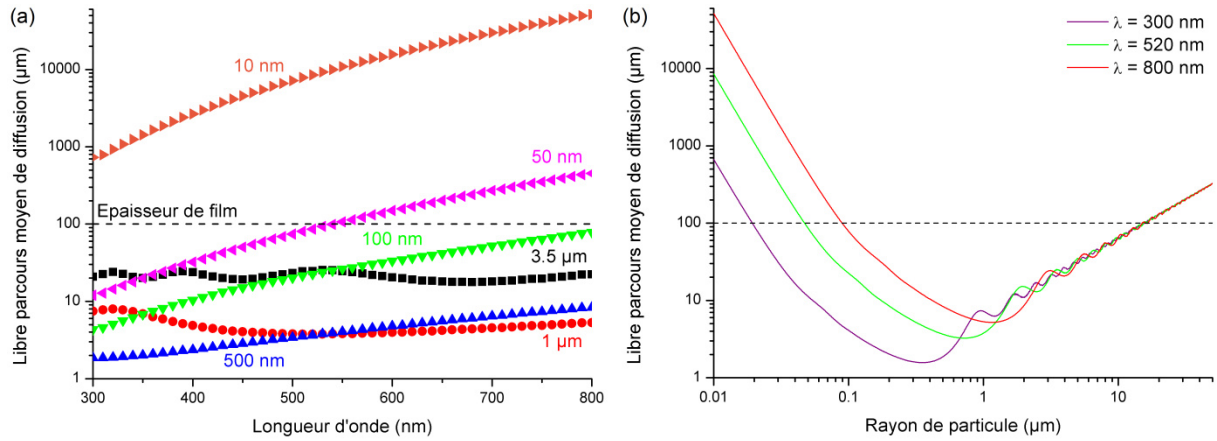 (a)
Libre parcours moyen de diffusion (µm)
10000
1000
100
10
1
10 nm
50 nm
Epaisseur de film
100 nm
3.5 µm
500 nm
1 µm
300
400
500
600
700
800
Longueur d'onde (nm)
(b)
Libre parcours moyen de diffusion (µm)
10000
1000
100
10
1
λ = 300 nm
λ = 520 nm
λ = 800 nm
0.01
0.1
1
10
Rayon de particule (µm)